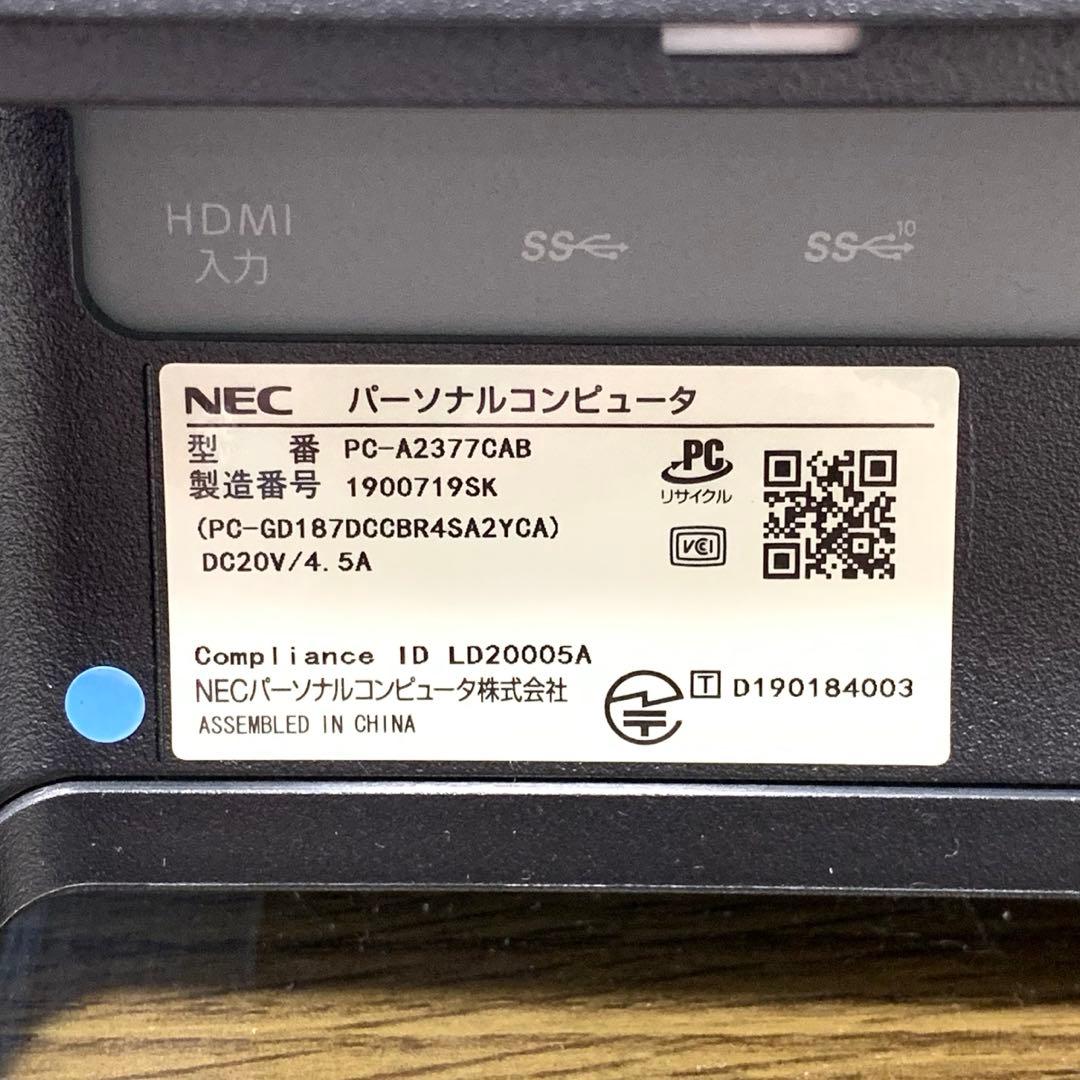 HDMI
入力
SS
SS 10
NEC パーソナルコンピュータ
型 番 PC-A2377CAB
製造番号 1900719SK
(PC-GD187DCCBR4SA2YCA)
DC20V/4.5A
PC
リサイクル
VCCI
Compliance ID LD20005A
NECパーソナルコンピュータ株式会社
ASSEMBLED IN CHINA
T D190184003